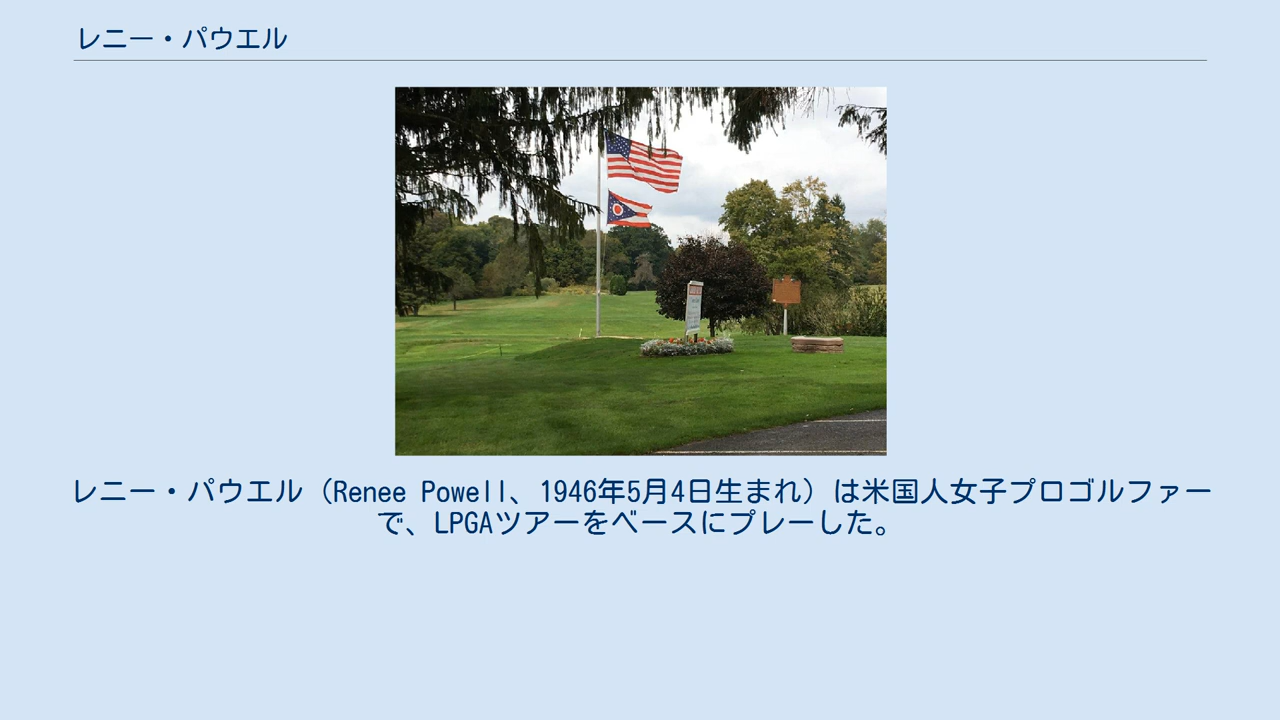 レニー・パウエル
レニー・パウエル（Renee Powell、1946年5月4日生まれ）は米国人女子プロゴルファー
で、LPGAツアーをベースにプレーした。